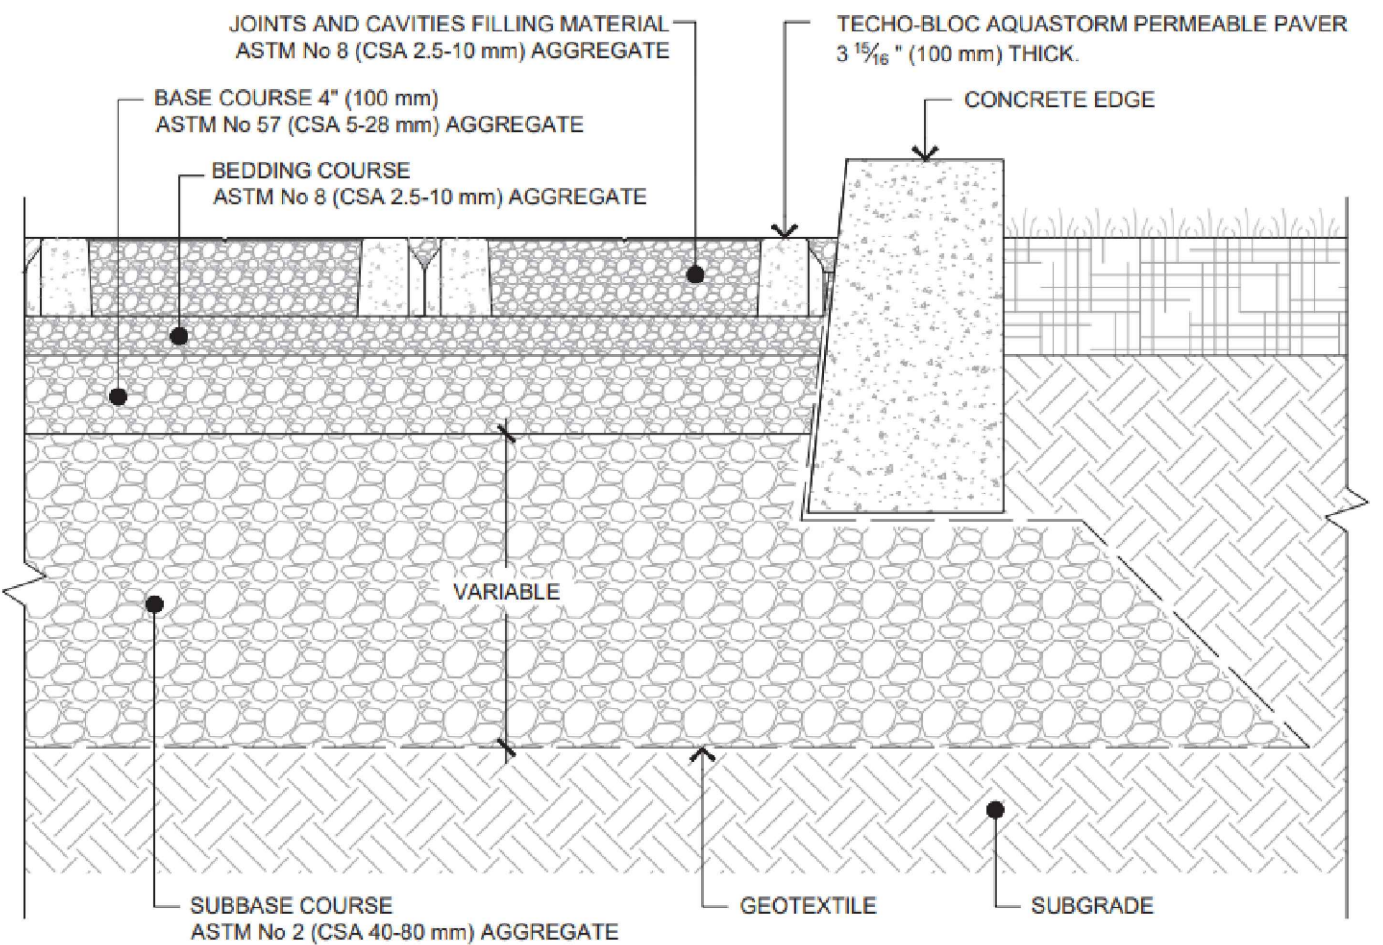 JOINTS AND CAVITIES FILLING MATERIAL
ASTM No 8 (CSA 2.5-10 mm) AGGREGATE
TECHO-BLOC AQUASTORM PERMEABLE PAVER
3 15⁄16 " (100 mm) THICK.
BASE COURSE 4" (100 mm)
ASTM No 57 (CSA 5-28 mm) AGGREGATE
CONCRETE EDGE
BEDDING COURSE
ASTM No 8 (CSA 2.5-10 mm) AGGREGATE
VARIABLE
SUBBASE COURSE
ASTM No 2 (CSA 40-80 mm) AGGREGATE
GEOTEXTILE
SUBGRADE